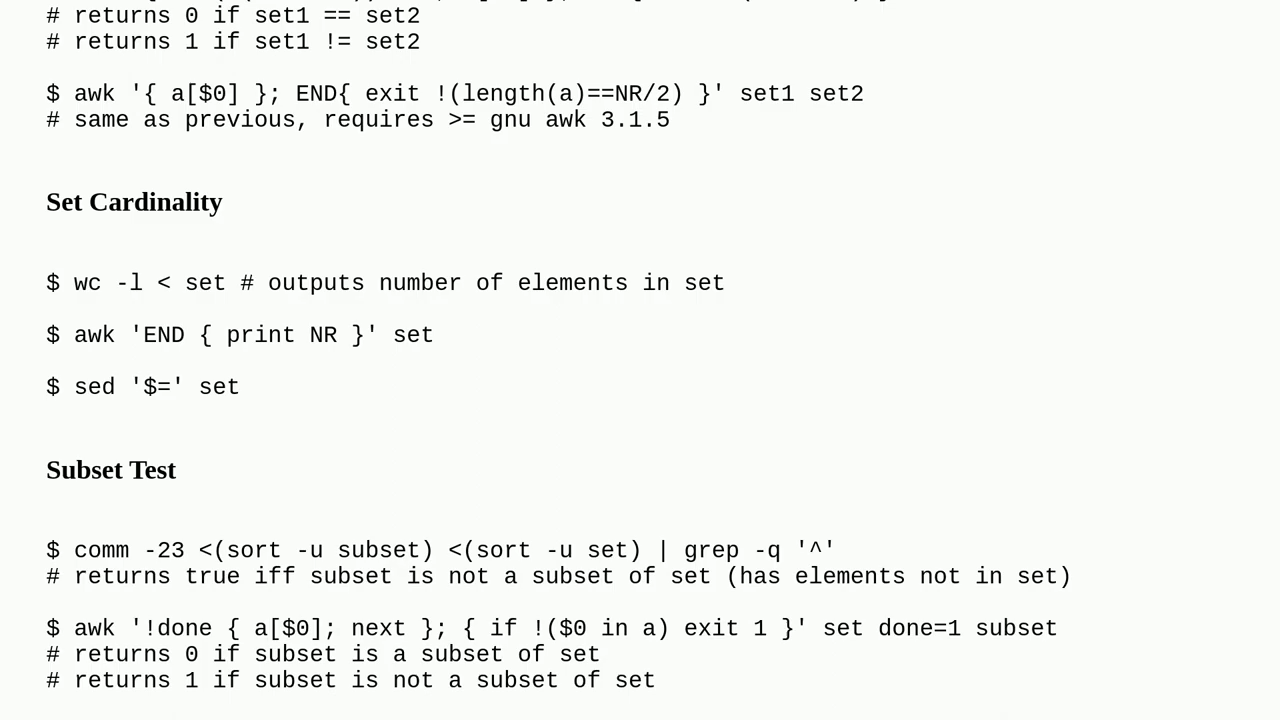 # returns 0 if set1 == set2
# returns 1 if set1 != set2
$ awk '{ a[$0] }; END{ exit !(length(a)==NR/2) }' set1 set2
# same as previous, requires >= gnu awk 3.1.5
Set Cardinality
$ wc -l < set # outputs number of elements in set
$ awk 'END { print NR }' set
$ sed '$=' set
Subset Test
$ comm -23 <(sort -u subset) <(sort -u set) | grep -q '^'
# returns true iff subset is not a subset of set (has elements not in set)
$ awk '!done { a[$0]; next }; { if !($0 in a) exit 1 }' set done=1 subset
# returns 0 if subset is a subset of set
# returns 1 if subset is not a subset of set